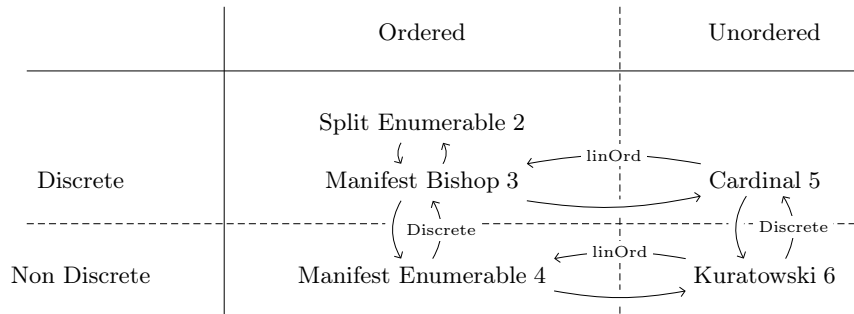 Ordered Unordered
Split Enumerable 2
linOrd
Discrete Manifest Bishop 3 Cardinal 5
Discrete Discrete
linOrd
Non Discrete Manifest Enumerable 4 Kuratowski 6